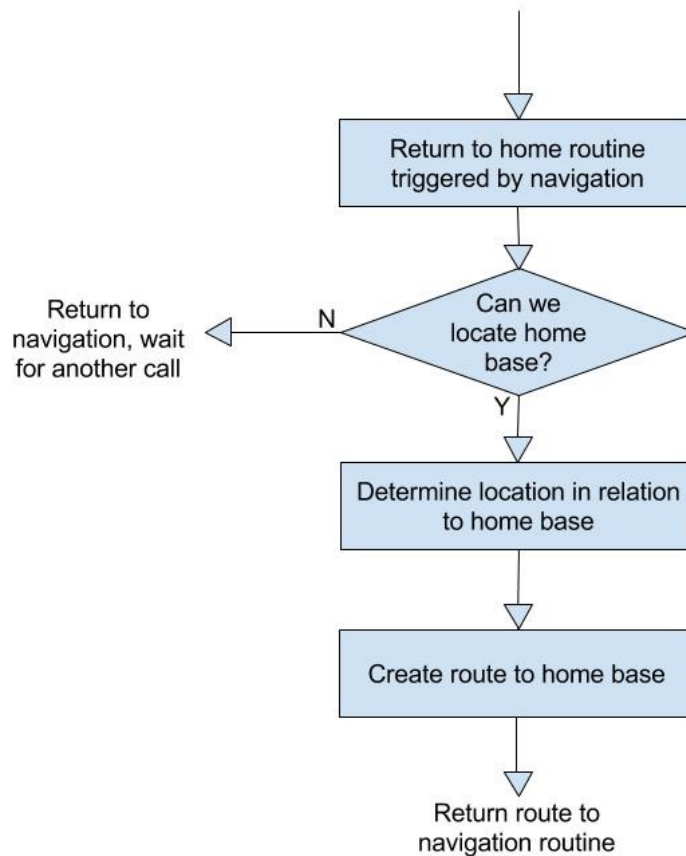 Return to home routine
triggered by navigation
Can we
locate home
base?
N
Return to
navigation, wait
for another call
Y
Determine location in relation
to home base
Create route to home base
Return route to
navigation routine